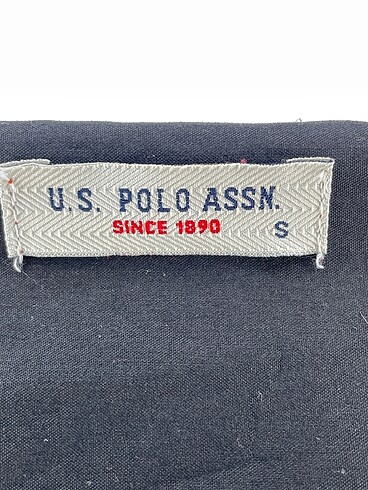 U.S. POLO ASSN.
SINCE 1890
S